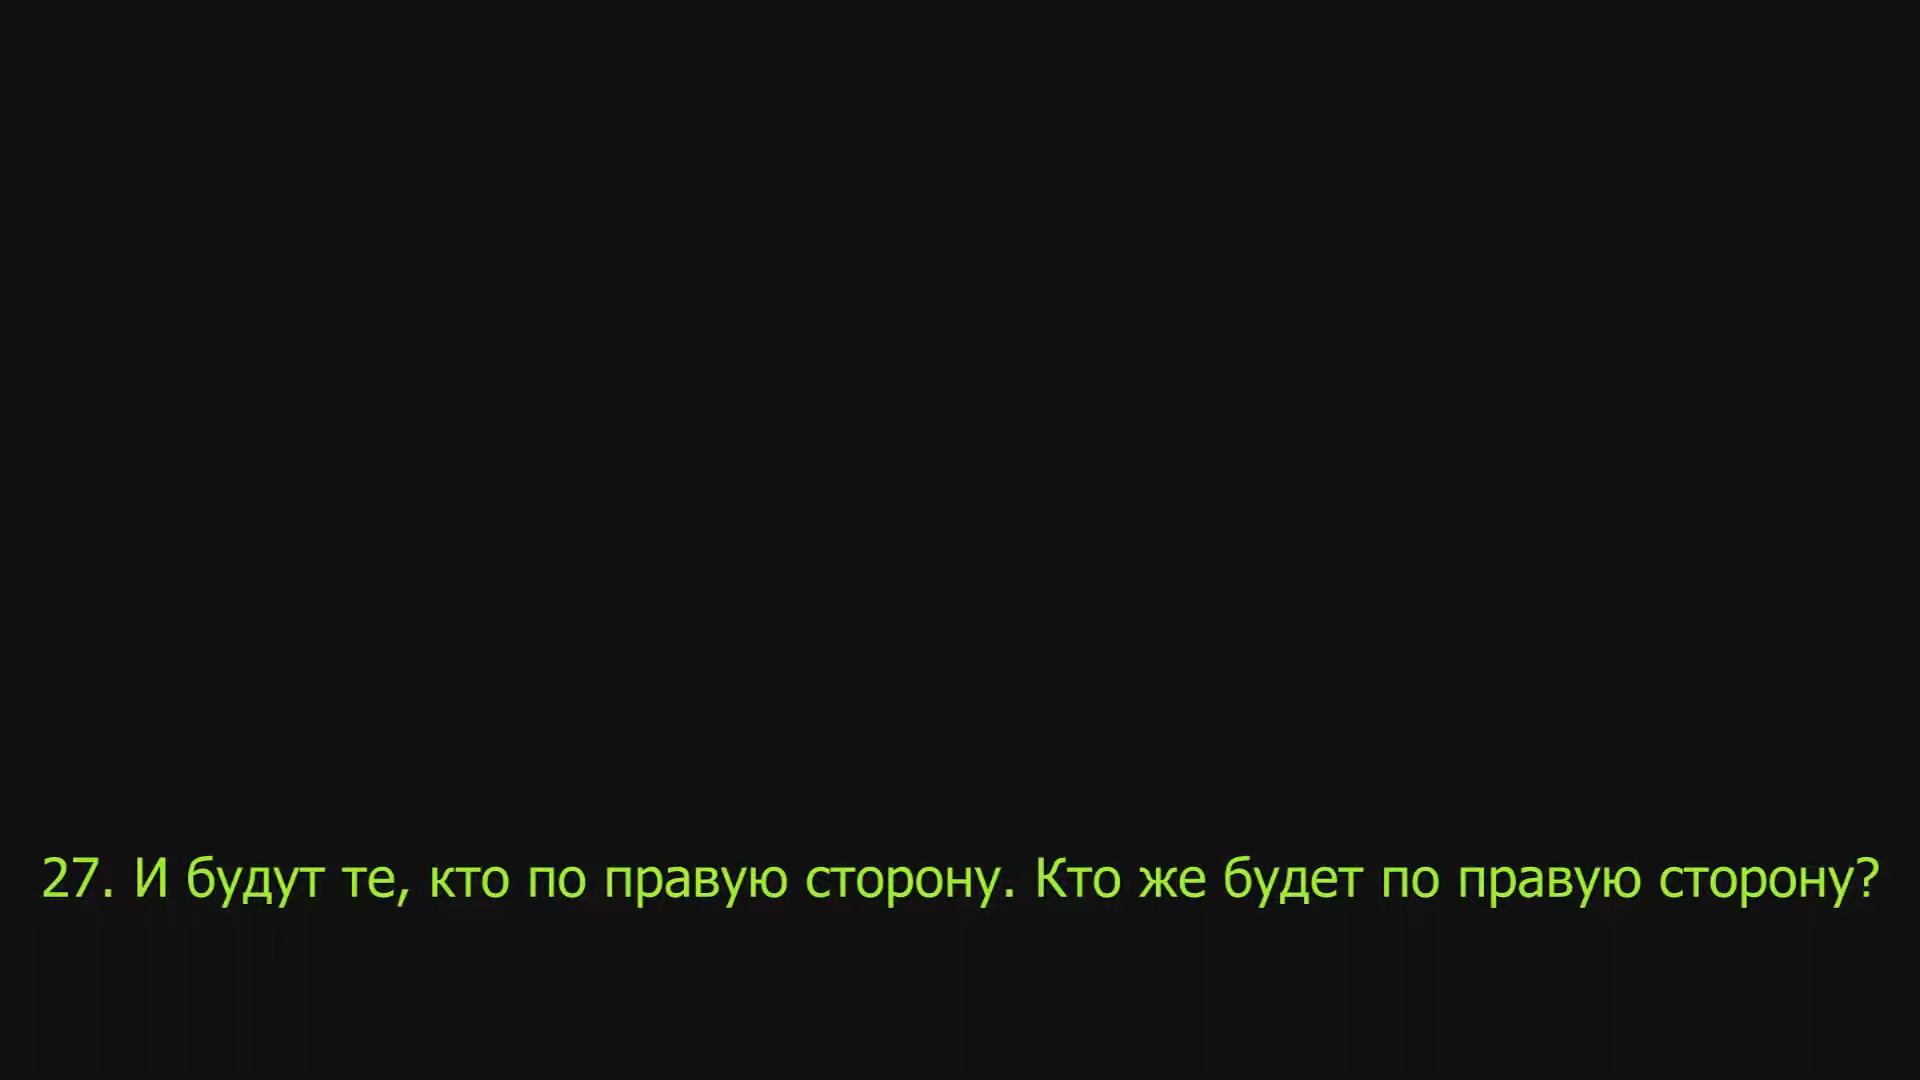 27. И будут те, кто по правую сторону. Кто же будет по правую сторону?